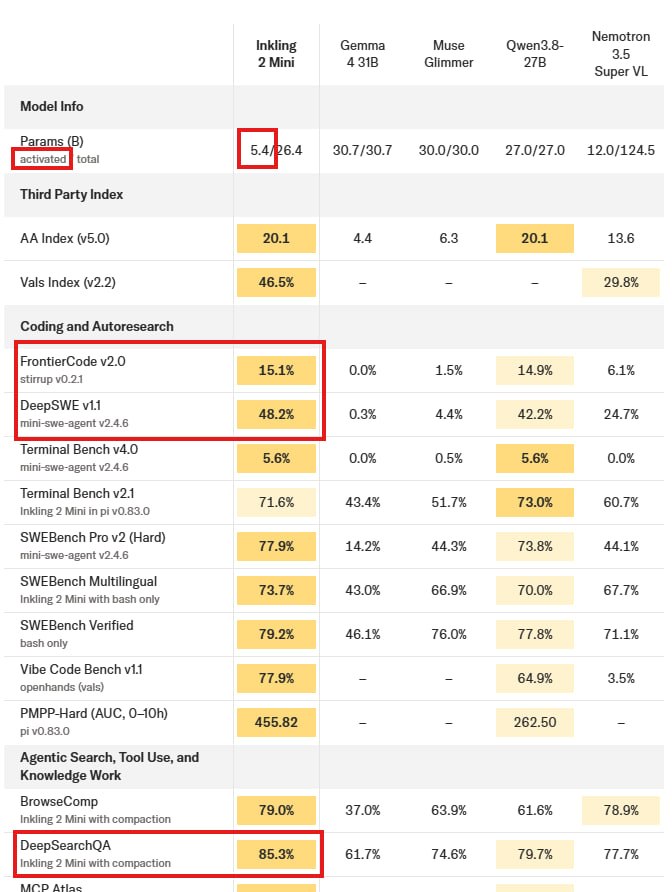 Inkling 2 Mini Gemma 4 31B Muse Glimmer Qwen3.8-27B Nemotron 3.5 Super VL
Model Info
Params (B) activated total 5.4/26.4 30.7/30.7 30.0/30.0 27.0/27.0 12.0/124.5
Third Party Index
AA Index (v5.0) 20.1 4.4 6.3 20.1 13.6
Vals Index (v2.2) 46.5% – – – 29.8%
Coding and Autoresearch
FrontierCode v2.0 stirrup v0.2.1 15.1% 0.0% 1.5% 14.9% 6.1%
DeepSWE v1.1 mini-swe-agent v2.4.6 48.2% 0.3% 4.4% 42.2% 24.7%
Terminal Bench v4.0 mini-swe-agent v2.4.6 5.6% 0.0% 0.5% 5.6% 0.0%
Terminal Bench v2.1 Inkling 2 Mini in pi v0.83.0 71.6% 43.4% 51.7% 73.0% 60.7%
SWEBench Pro v2 (Hard) mini-swe-agent v2.4.6 77.9% 14.2% 44.3% 73.8% 44.1%
SWEBench Multilingual Inkling 2 Mini with bash only 73.7% 43.0% 66.9% 70.0% 67.7%
SWEBench Verified bash only 79.2% 46.1% 76.0% 77.8% 71.1%
Vibe Code Bench v1.1 openhands (vals) 77.9% – – 64.9% 3.5%
PMPP-Hard (AUC, 0–10h) pi v0.83.0 455.82 – – 262.50 –
Agentic Search, Tool Use, and Knowledge Work
BrowseComp Inkling 2 Mini with compaction 79.0% 37.0% 63.9% 61.6% 78.9%
DeepSearchQA Inkling 2 Mini with compaction 85.3% 61.7% 74.6% 79.7% 77.7%
MCP Atlas